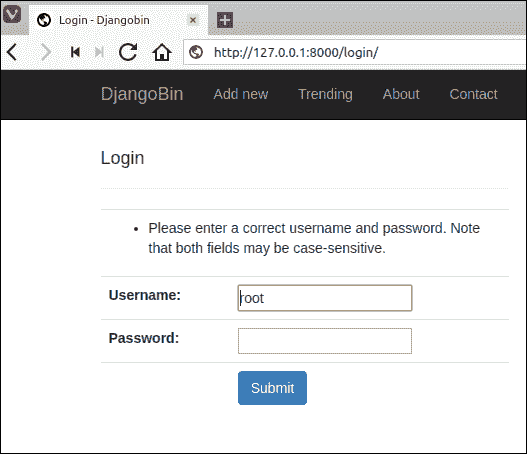 Login - Djangobin
http://127.0.0.1:8000/login/
DjangoBin Add new Trending About Contact
Login
Please enter a correct username and password. Note
that both fields may be case-sensitive.
Username: root
Password:
Submit